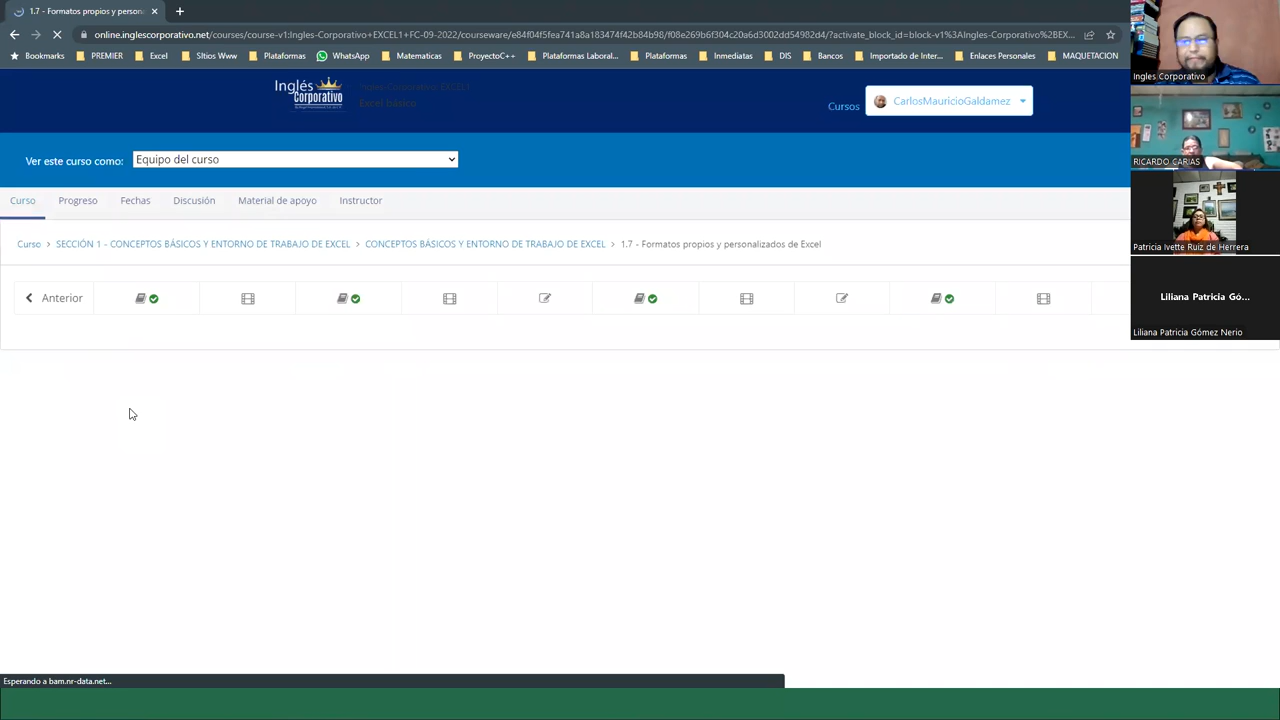 1.7 - Formatos propios y person
online.inglescorporativo.net/courses/course-v1:Ingles-Corporativo+EXCEL1+FC-09-2022/courseware/e84f04f5fea741a8a183474f42b84b98/f08e269b6f304c20a6d3002dd54982d4/?activate_block_id=block-v1%3AIngles-Corporativo%2BEX...
Bookmarks PREMIER Excel SItios Www Plataformas WhatsApp Matematicas ProyectoC++ Plataformas Laboral... Plataformas Inmediatas DIS Bancos Importado de Inter... Enlaces Personales MAQUETACION
Inglés
Corporativo
Ingles-Corporativo: EXCEL1
Excel básico
Cursos
CarlosMauricioGaldamez
Ver este curso como:
Equipo del curso
Curso Progreso Fechas Discusión Material de apoyo Instructor
Curso > SECCIÓN 1 - CONCEPTOS BÁSICOS Y ENTORNO DE TRABAJO DE EXCEL > CONCEPTOS BÁSICOS Y ENTORNO DE TRABAJO DE EXCEL > 1.7 - Formatos propios y personalizados de Excel
Anterior
Esperando a bam.nr-data.net...
Ingles Corporativo
RICARDO CARIAS
Patricia Ivette Ruiz de Herrera
Liliana Patricia Gó...
Liliana Patricia Gómez Nerio